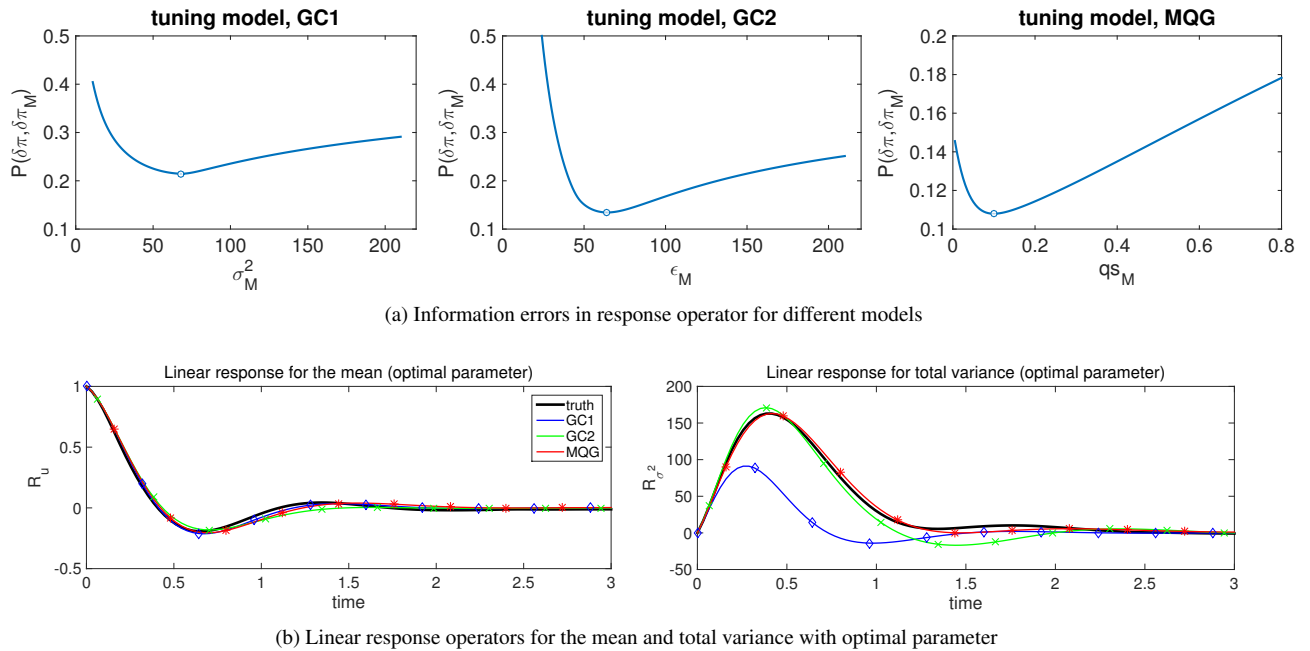 tuning model, GC1
0.5
0.4
0.3
0.2
0.1
P(δπ,δπ_M)
0 50 100 150 200
σ²_M
tuning model, GC2
0.5
0.4
0.3
0.2
0.1
P(δπ,δπ_M)
0 50 100 150 200
ϵ_M
tuning model, MQG
0.2
0.18
0.16
0.14
0.12
0.1
P(δπ,δπ_M)
0 0.2 0.4 0.6 0.8
qs_M
(a) Information errors in response operator for different models
Linear response for the mean (optimal parameter)
1
0.5
0
-0.5
R_u
0 0.5 1 1.5 2 2.5 3
time
truth
GC1
GC2
MQG
Linear response for total variance (optimal parameter)
200
150
100
50
0
-50
R_σ²
0 0.5 1 1.5 2 2.5 3
time
(b) Linear response operators for the mean and total variance with optimal parameter